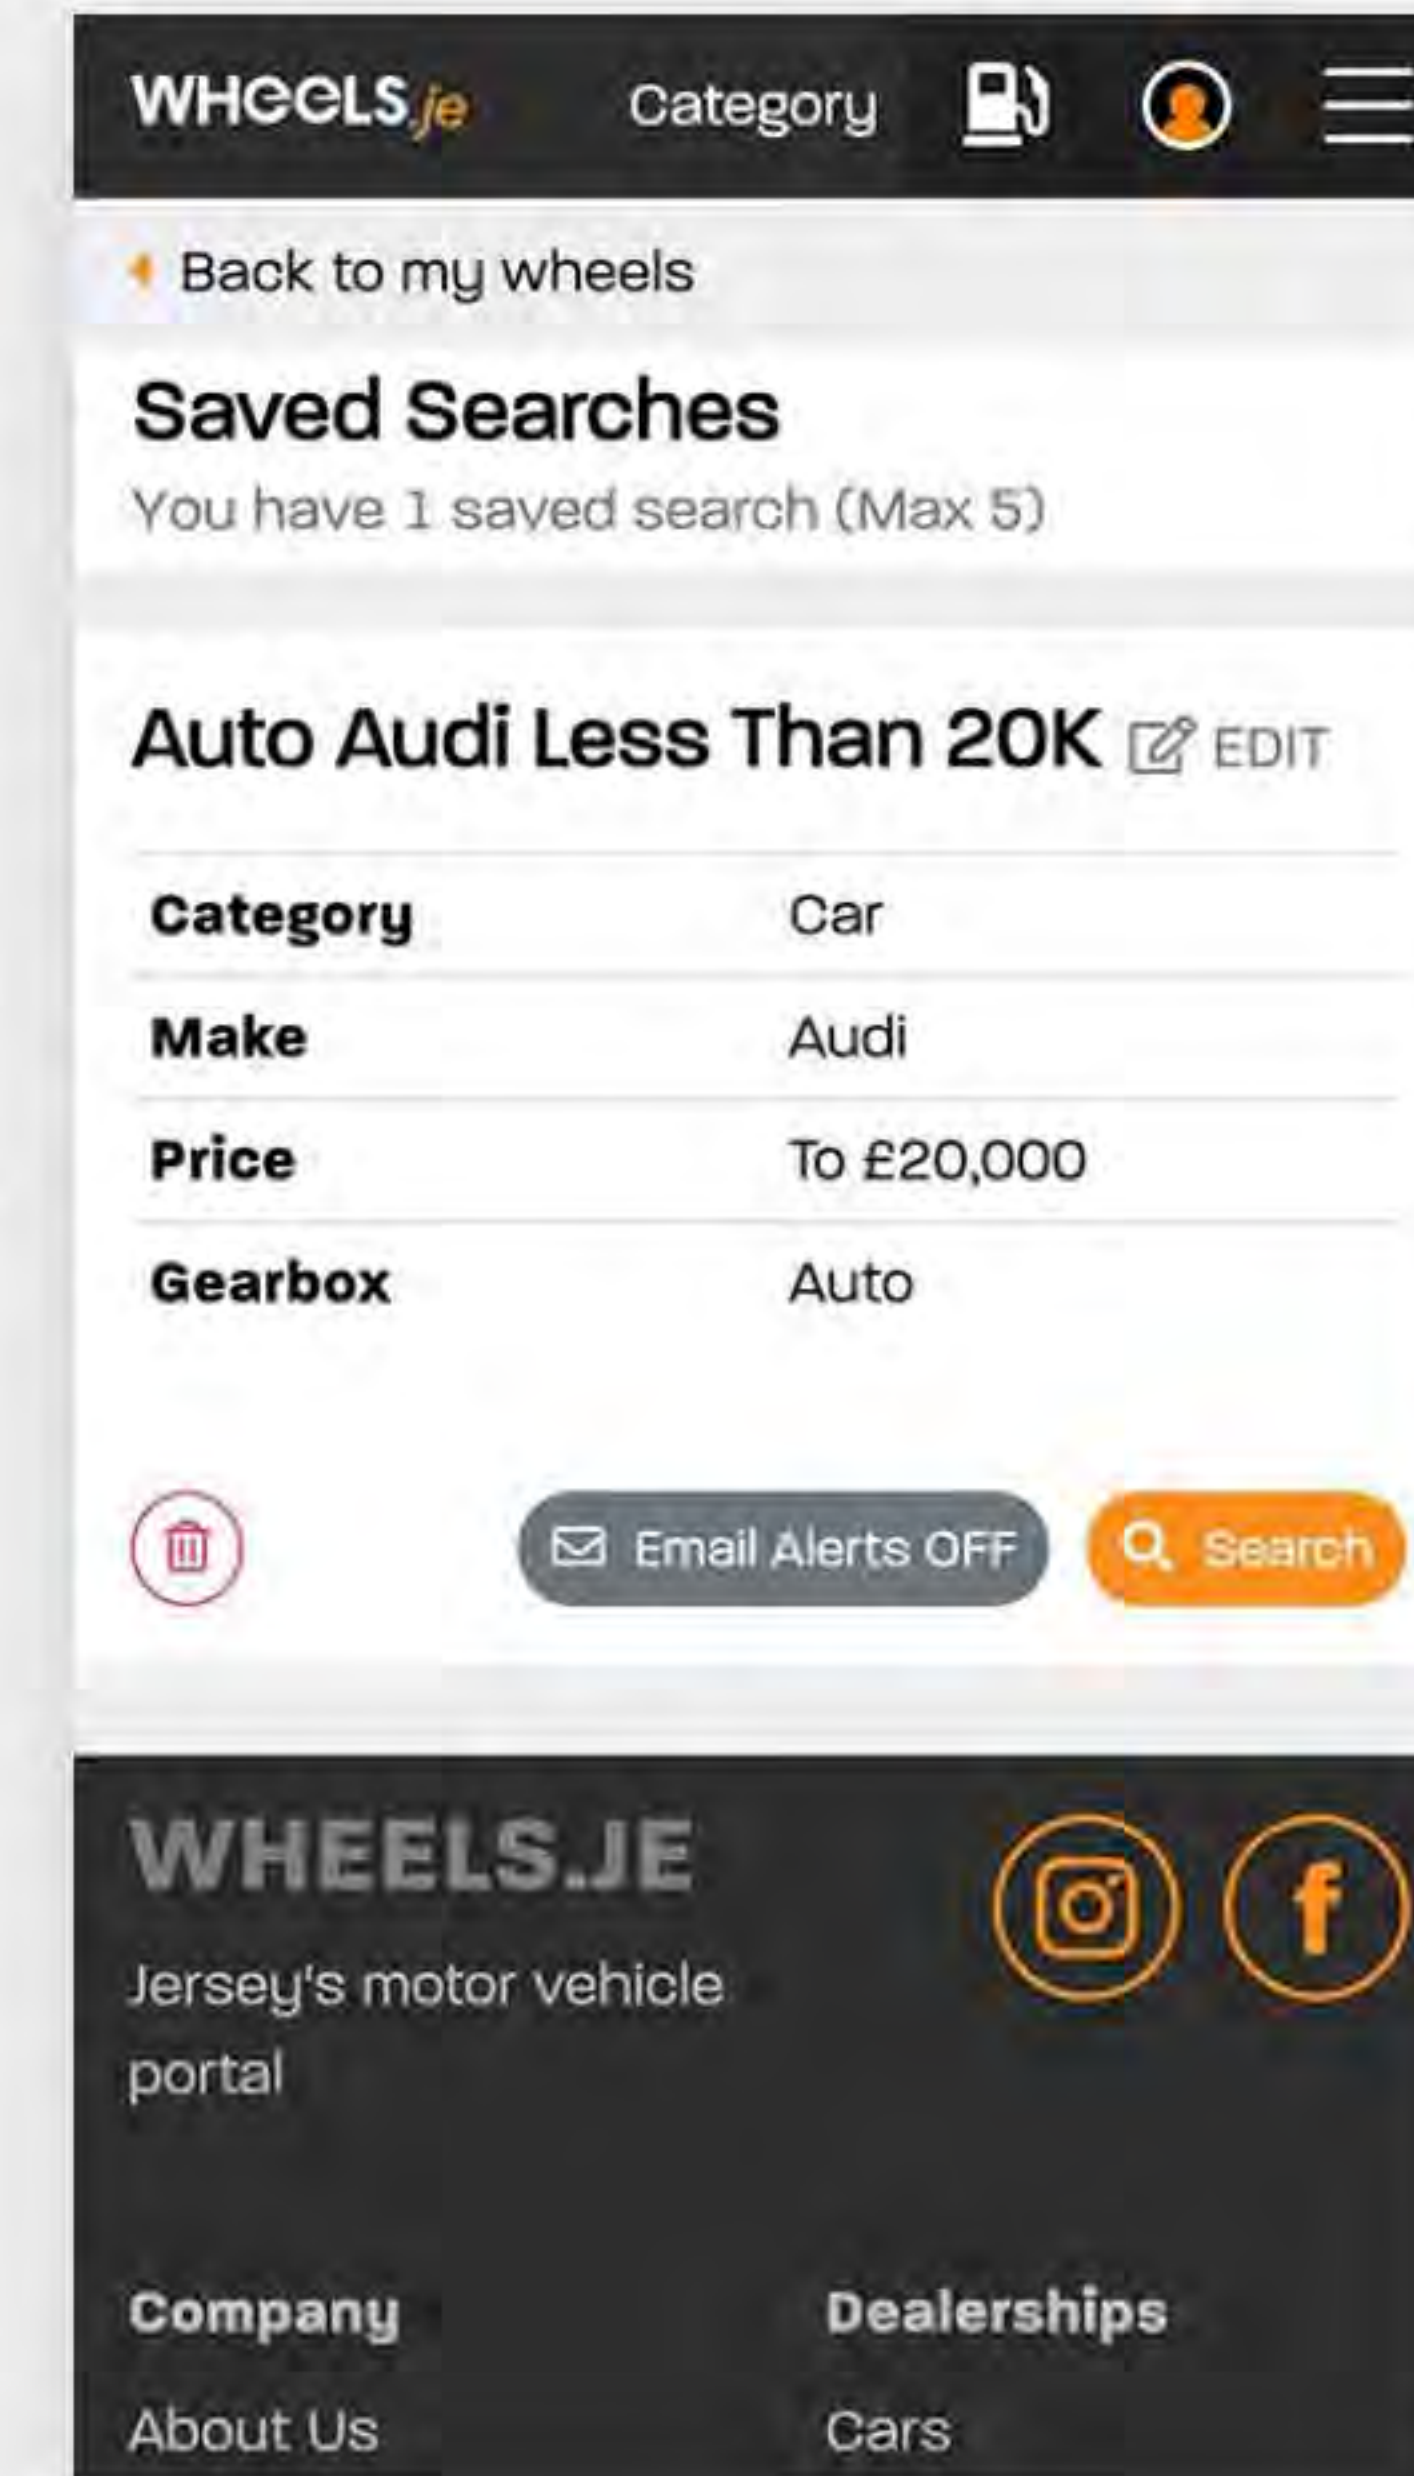 WHEELS.je Category
Back to my wheels
Saved Searches
You have 1 saved search (Max 5)
Auto Audi Less Than 20K EDIT
Category Car
Make Audi
Price To £20,000
Gearbox Auto
Email Alerts OFF Search
WHEELS.JE
Jersey's motor vehicle
portal
Company Dealerships
About Us Cars